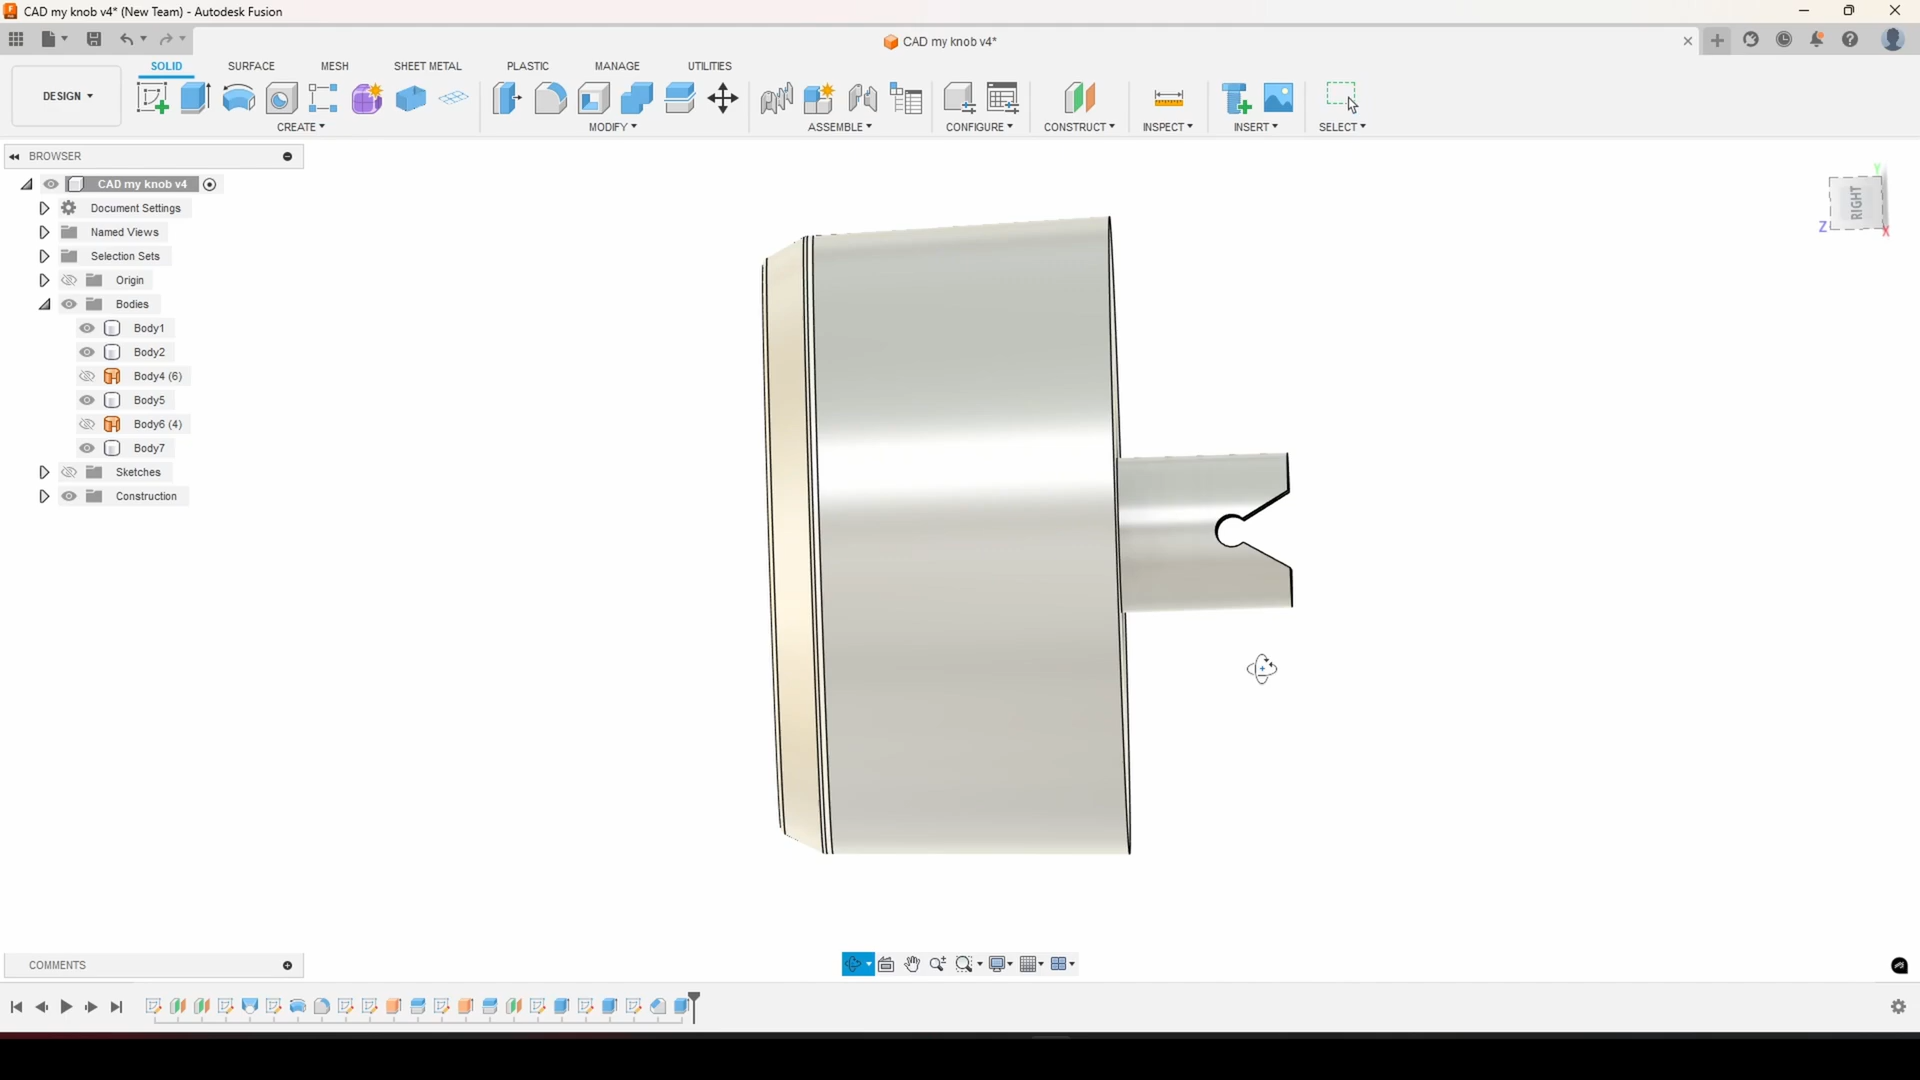 CAD my knob v4* (New Team) - Autodesk Fusion
CAD my knob v4*
SOLID SURFACE MESH SHEET METAL PLASTIC MANAGE UTILITIES
DESIGN
CREATE MODIFY ASSEMBLE CONFIGURE CONSTRUCT INSPECT INSERT SELECT
BROWSER
CAD my knob v4
Document Settings
Named Views
Selection Sets
Origin
Bodies
Body1
Body2
Body4 (6)
Body5
Body6 (4)
Body7
Sketches
Construction
Y
RIGHT
Z
X
COMMENTS